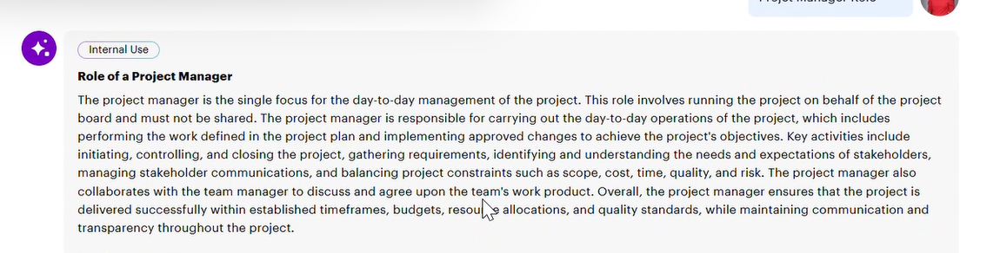 Internal Use
Role of a Project Manager
The project manager is the single focus for the day-to-day management of the project. This role involves running the project on behalf of the project
board and must not be shared. The project manager is responsible for carrying out the day-to-day operations of the project, which includes
performing the work defined in the project plan and implementing approved changes to achieve the project's objectives. Key activities include
initiating, controlling, and closing the project, gathering requirements, identifying and understanding the needs and expectations of stakeholders,
managing stakeholder communications, and balancing project constraints such as scope, cost, time, quality, and risk. The project manager also
collaborates with the team manager to discuss and agree upon the team's work product. Overall, the project manager ensures that the project is
delivered successfully within established timeframes, budgets, resource allocations, and quality standards, while maintaining communication and
transparency throughout the project.